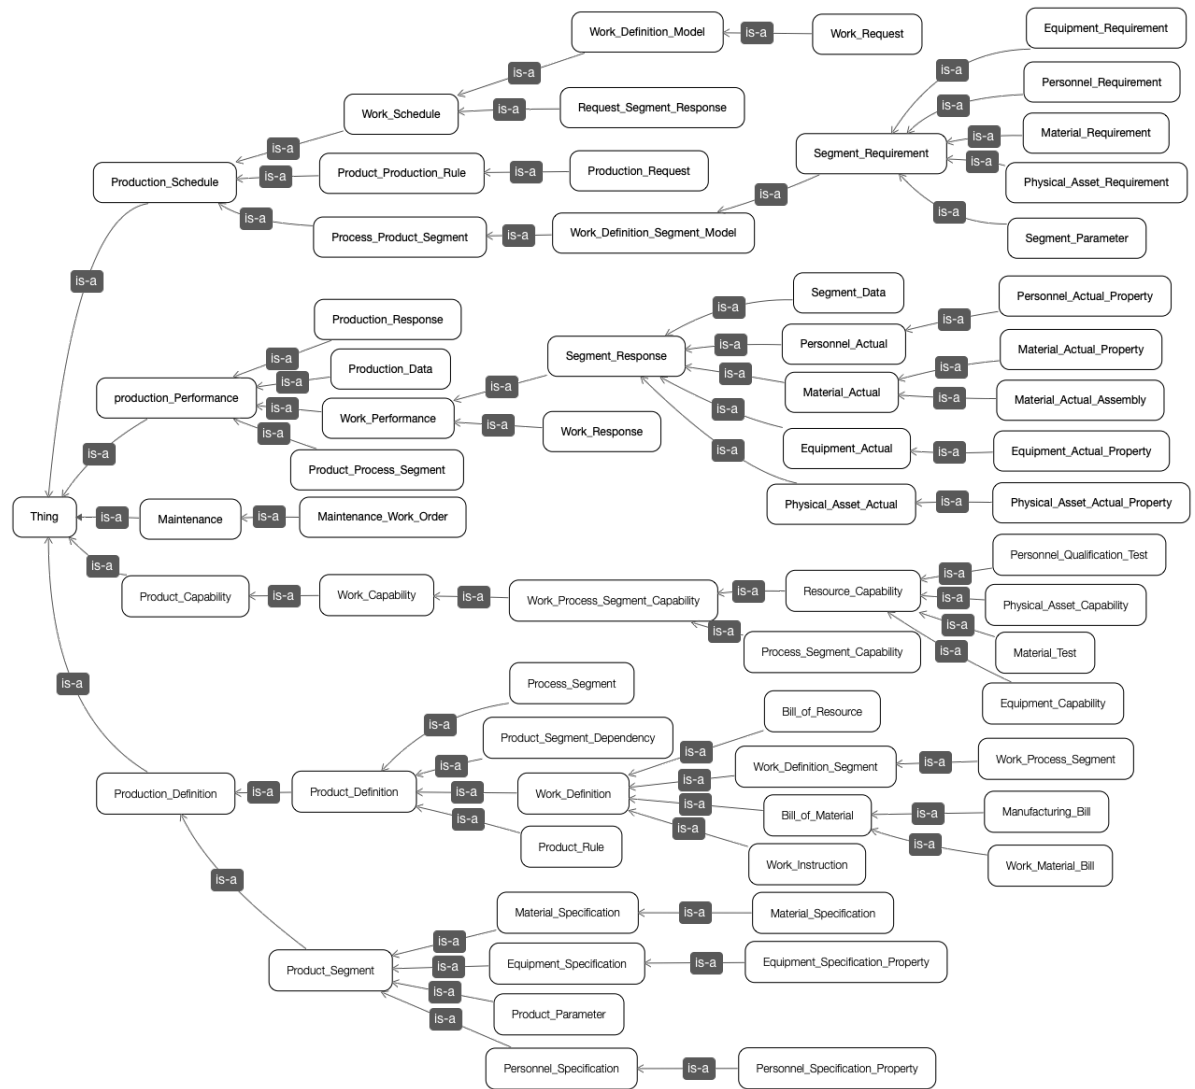 Work_Definition_Model
is-a
Work_Request
Equipment_Requirement
is-a
is-a
Personnel_Requirement
is-a
Work_Schedule
is-a
Request_Segment_Response
is-a
Material_Requirement
is-a
Segment_Requirement
is-a
is-a
Production_Schedule
is-a
Product_Production_Rule
is-a
Production_Request
Physical_Asset_Requirement
is-a
is-a
is-a
Process_Product_Segment
is-a
Work_Definition_Segment_Model
Segment_Parameter
is-a
Segment_Data
Personnel_Actual_Property
is-a
is-a
Production_Response
Segment_Response
is-a
Personnel_Actual
Material_Actual_Property
is-a
is-a
Production_Data
is-a
is-a
Material_Actual
is-a
Material_Actual_Assembly
production_Performance
is-a
Work_Performance
is-a
is-a
is-a
Work_Response
Equipment_Actual
is-a
Equipment_Actual_Property
is-a
is-a
Product_Process_Segment
Physical_Asset_Actual
is-a
Physical_Asset_Actual_Property
Thing
is-a
Maintenance
is-a
Maintenance_Work_Order
Personnel_Qualification_Test
is-a
is-a
Product_Capability
is-a
Work_Capability
is-a
Work_Process_Segment_Capability
is-a
Resource_Capability
is-a
Physical_Asset_Capability
is-a
is-a
Process_Segment_Capability
is-a
Material_Test
Equipment_Capability
is-a
Process_Segment
is-a
Bill_of_Resource
Product_Segment_Dependency
is-a
is-a
Work_Definition_Segment
is-a
Work_Process_Segment
Production_Definition
is-a
Product_Definition
is-a
Work_Definition
is-a
is-a
Bill_of_Material
is-a
Manufacturing_Bill
is-a
Product_Rule
is-a
Work_Instruction
is-a
Work_Material_Bill
is-a
Material_Specification
is-a
Material_Specification
is-a
Product_Segment
is-a
Equipment_Specification
is-a
Equipment_Specification_Property
is-a
Product_Parameter
is-a
Personnel_Specification
is-a
Personnel_Specification_Property